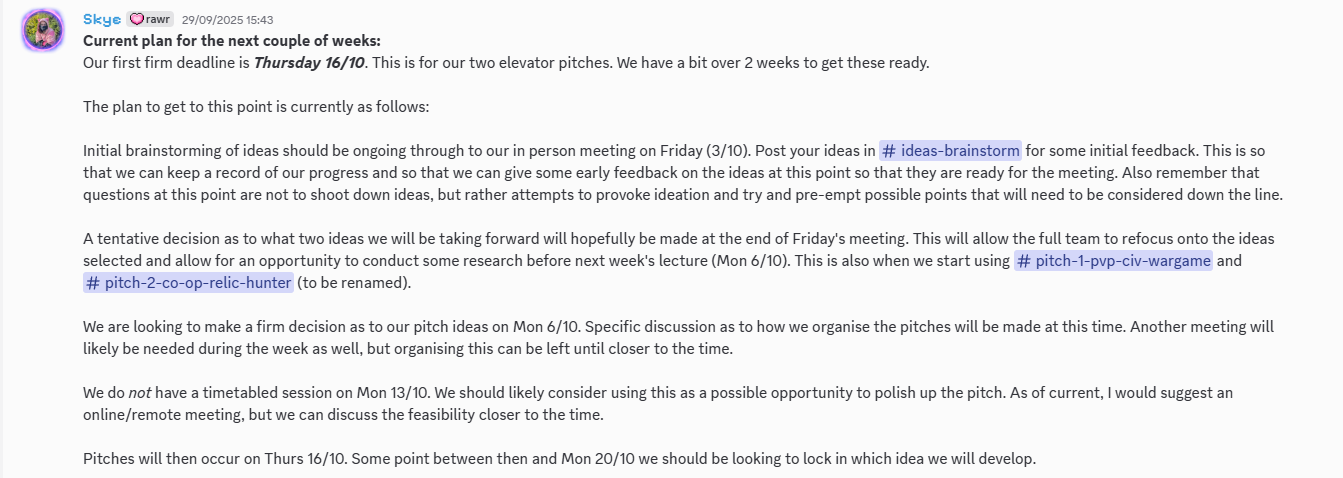 Skye rawr 29/09/2025 15:43
Current plan for the next couple of weeks:
Our first firm deadline is Thursday 16/10. This is for our two elevator pitches. We have a bit over 2 weeks to get these ready.
The plan to get to this point is currently as follows:
Initial brainstorming of ideas should be ongoing through to our in person meeting on Friday (3/10). Post your ideas in # ideas-brainstorm for some initial feedback. This is so
that we can keep a record of our progress and so that we can give some early feedback on the ideas at this point so that they are ready for the meeting. Also remember that
questions at this point are not to shoot down ideas, but rather attempts to provoke ideation and try and pre-empt possible points that will need to be considered down the line.
A tentative decision as to what two ideas we will be taking forward will hopefully be made at the end of Friday's meeting. This will allow the full team to refocus onto the ideas
selected and allow for an opportunity to conduct some research before next week's lecture (Mon 6/10). This is also when we start using # pitch-1-pvp-civ-wargame and
# pitch-2-co-op-relic-hunter (to be renamed).
We are looking to make a firm decision as to our pitch ideas on Mon 6/10. Specific discussion as to how we organise the pitches will be made at this time. Another meeting will
likely be needed during the week as well, but organising this can be left until closer to the time.
We do not have a timetabled session on Mon 13/10. We should likely consider using this as a possible opportunity to polish up the pitch. As of current, I would suggest an
online/remote meeting, but we can discuss the feasibility closer to the time.
Pitches will then occur on Thurs 16/10. Some point between then and Mon 20/10 we should be looking to lock in which idea we will develop.